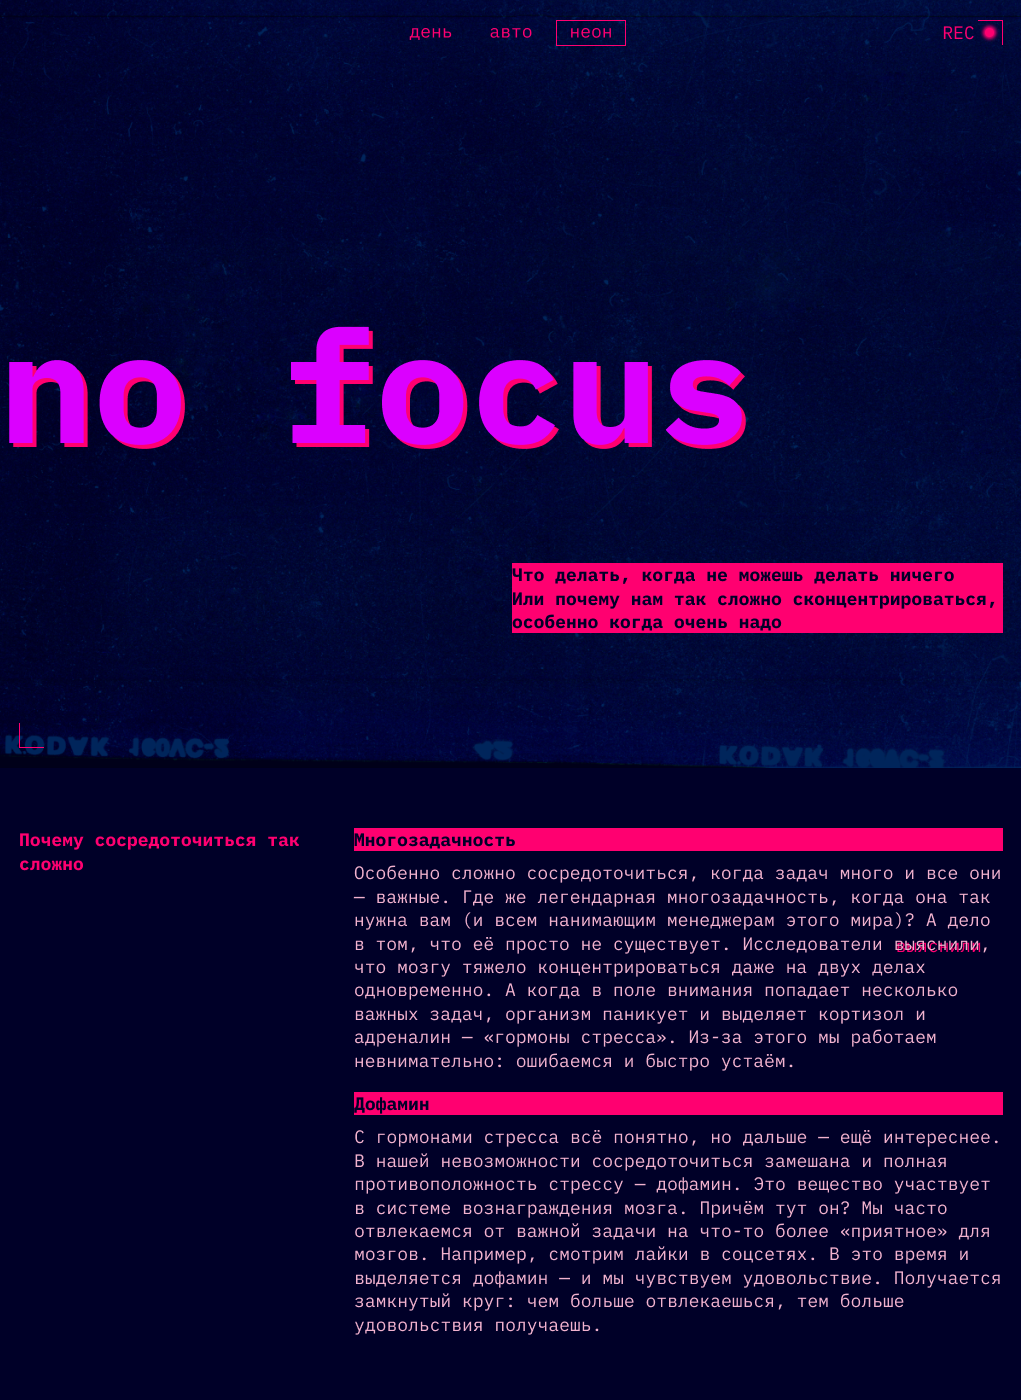 день авто неон REC
no focus
Что делать, когда не можешь делать ничего
Или почему нам так сложно сконцентрироваться,
особенно когда очень надо
KODAK
KODAK
Почему сосредоточиться так
сложно
Многозадачность
Особенно сложно сосредоточиться, когда задач много и все они
— важные. Где же легендарная многозадачность, когда она так
нужна вам (и всем нанимающим менеджерам этого мира)? А дело
в том, что её просто не существует. Исследователи выяснили,
что мозгу тяжело концентрироваться даже на двух делах
одновременно. А когда в поле внимания попадает несколько
важных задач, организм паникует и выделяет кортизол и
адреналин — «гормоны стресса». Из-за этого мы работаем
невнимательно: ошибаемся и быстро устаём.
Дофамин
С гормонами стресса всё понятно, но дальше — ещё интереснее.
В нашей невозможности сосредоточиться замешана и полная
противоположность стрессу — дофамин. Это вещество участвует
в системе вознаграждения мозга. Причём тут он? Мы часто
отвлекаемся от важной задачи на что-то более «приятное» для
мозгов. Например, смотрим лайки в соцсетях. В это время и
выделяется дофамин — и мы чувствуем удовольствие. Получается
замкнутый круг: чем больше отвлекаешься, тем больше
удовольствия получаешь.